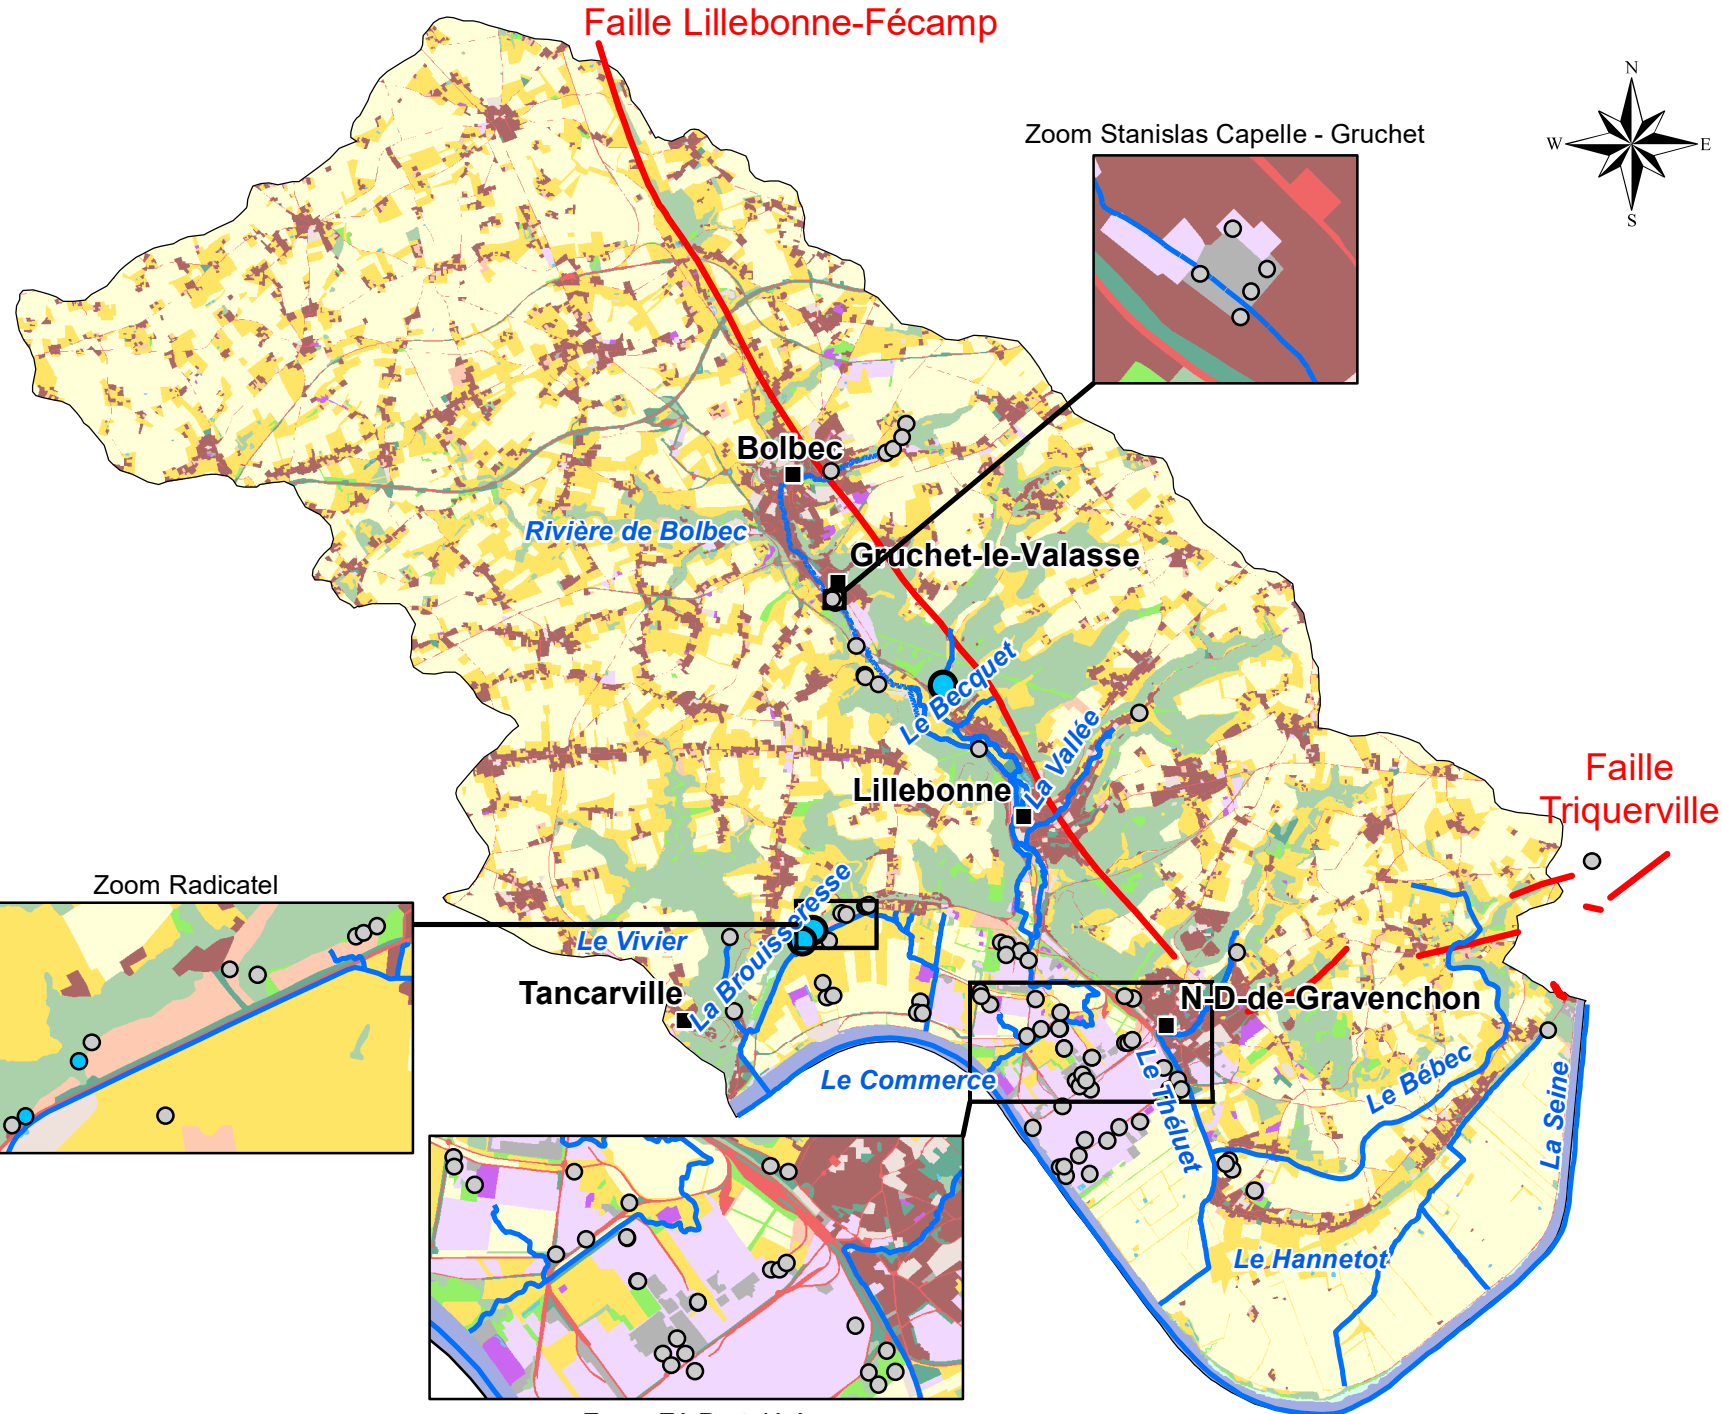 Faille Lillebonne-Fécamp
N
W
E
S
Zoom Stanislas Capelle - Gruchet
Bolbec
Rivière de Bolbec
Gruchet-le-Valasse
Le Becquet
La Vallée
Lillebonne
Faille
Triquerville
Zoom Radicatel
La Brouisseresse
Le Vivier
Tancarville
N-D-de-Gravenchon
Le Commerce
Le Théluet
Le Bébec
La Seine
Le Hannetot